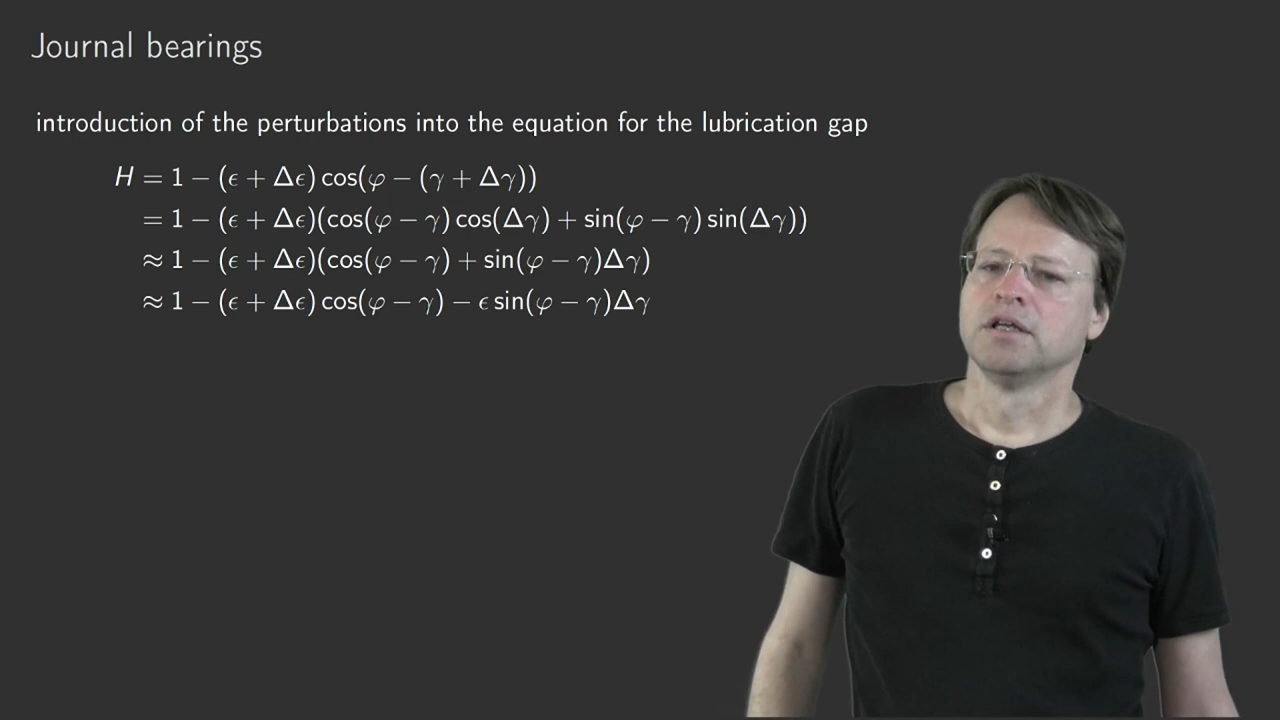 Journal bearings
introduction of the perturbations into the equation for the lubrication gap
H = 1 − (ϵ + Δϵ) cos(φ − (γ + Δγ))
= 1 − (ϵ + Δϵ)(cos(φ − γ) cos(Δγ) + sin(φ − γ) sin(Δγ))
≈ 1 − (ϵ + Δϵ)(cos(φ − γ) + sin(φ − γ)Δγ)
≈ 1 − (ϵ + Δϵ) cos(φ − γ) − ϵ sin(φ − γ)Δγ